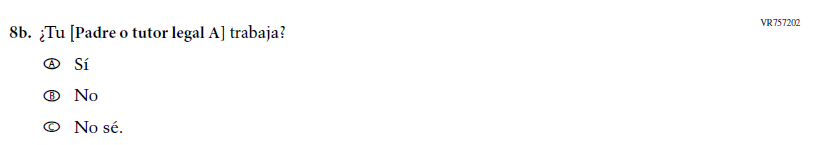 VR757202
8b. ¿Tu [Padre o tutor legal A] trabaja?
A Sí
B No
C No sé.